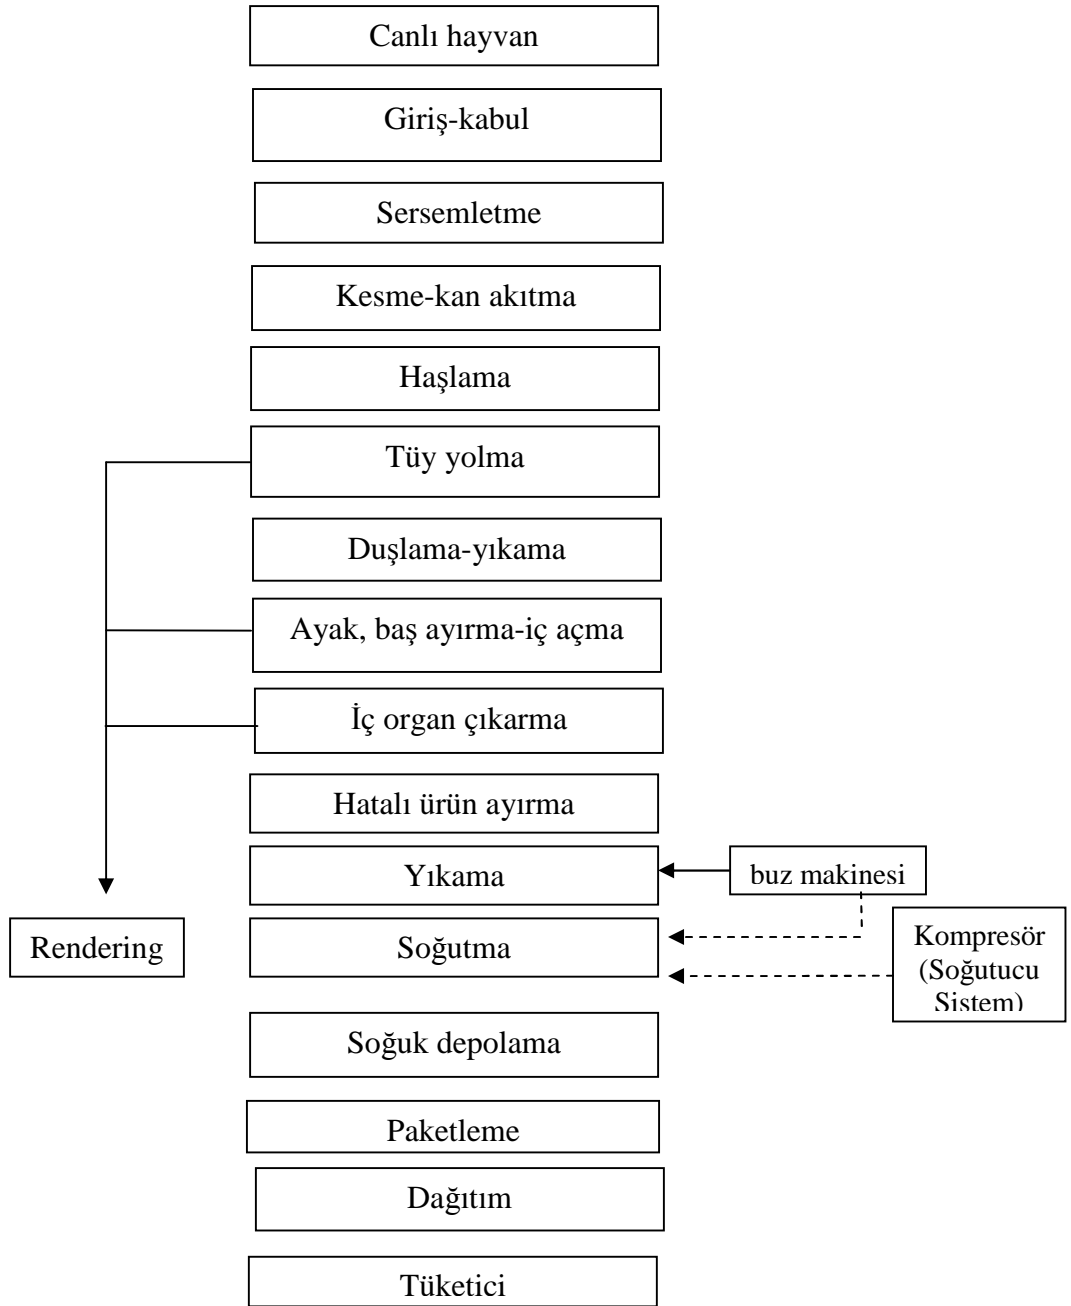 Canlı hayvan
Giriş-kabul
Sersemletme
Kesme-kan akıtma
Haşlama
Tüy yolma
Duşlama-yıkama
Ayak, baş ayırma-iç açma
İç organ çıkarma
Hatalı ürün ayırma
Yıkama
buz makinesi
Rendering
Soğutma
Kompresör
(Soğutucu
Sistem)
Soğuk depolama
Paketleme
Dağıtım
Tüketici